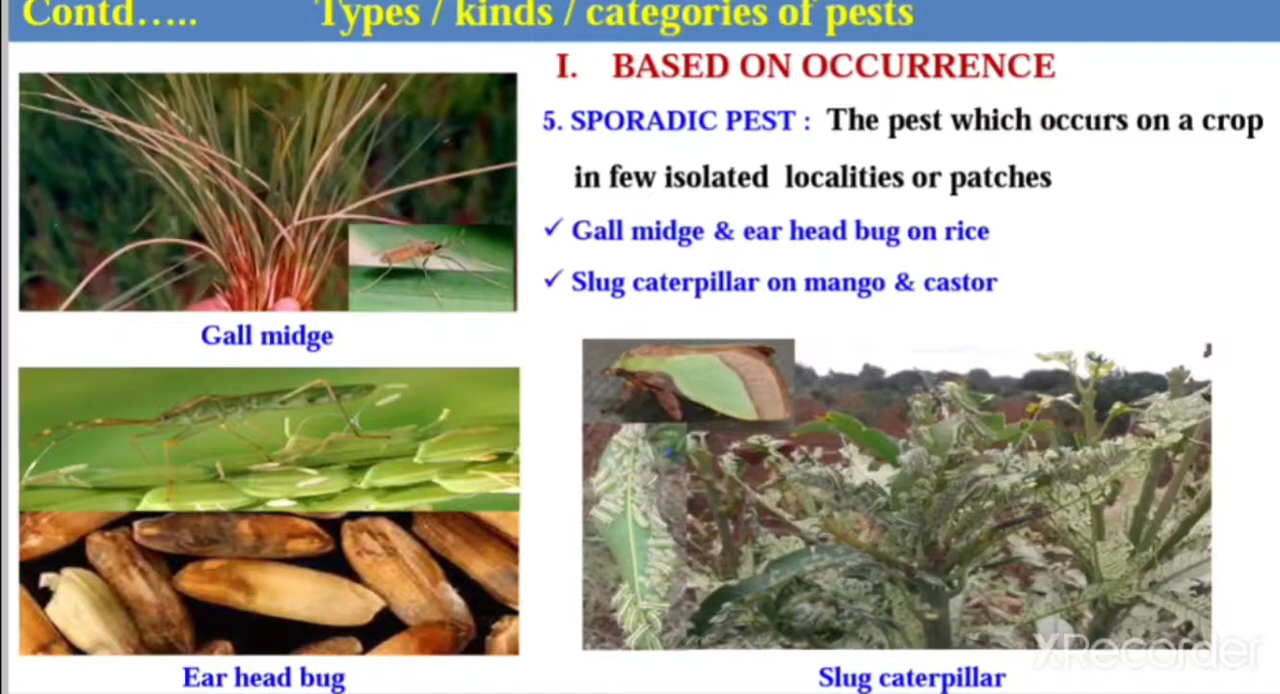 Contd….. Types / kinds / categories of pests
I. BASED ON OCCURRENCE
5. SPORADIC PEST : The pest which occurs on a crop
in few isolated localities or patches
✓ Gall midge & ear head bug on rice
✓ Slug caterpillar on mango & castor
Gall midge
Ear head bug
Slug caterpillar
XRecorder